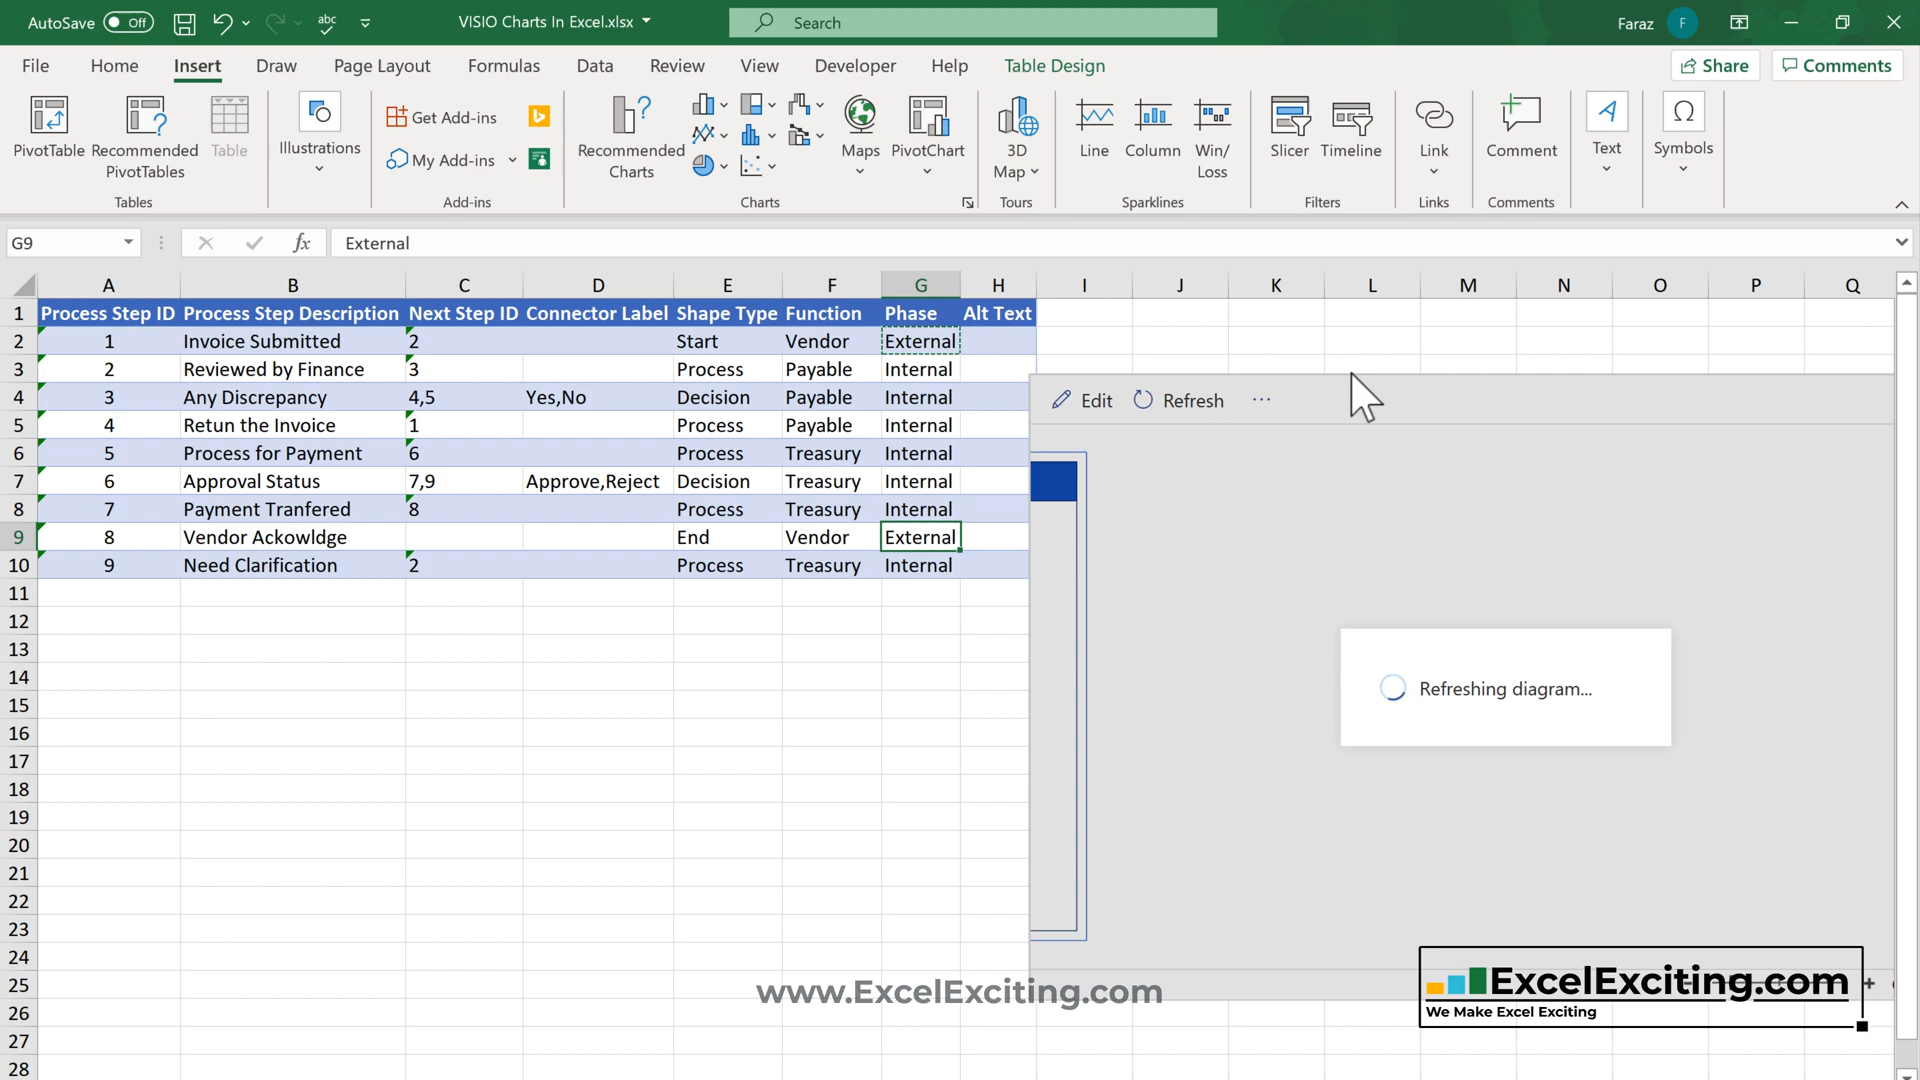 AutoSave Off abc VISIO Charts In Excel.xlsx Search Faraz F
File Home Insert Draw Page Layout Formulas Data Review View Developer Help Table Design Share Comments
PivotTable Recommended PivotTables Table
Illustrations
Get Add-ins
My Add-ins
Recommended Charts
Maps PivotChart
3D Map
Line Column Win/Loss
Slicer Timeline
Link
Comment
A Text
Ω Symbols
Tables Add-ins Charts Tours Sparklines Filters Links Comments
G9 fx External
A B C D E F G H I J K L M N O P Q
1 Process Step ID Process Step Description Next Step ID Connector Label Shape Type Function Phase Alt Text
2 1 Invoice Submitted 2 Start Vendor External
3 2 Reviewed by Finance 3 Process Payable Internal
4 3 Any Discrepancy 4,5 Yes,No Decision Payable Internal
5 4 Retun the Invoice 1 Process Payable Internal
6 5 Process for Payment 6 Process Treasury Internal
7 6 Approval Status 7,9 Approve,Reject Decision Treasury Internal
8 7 Payment Tranfered 8 Process Treasury Internal
9 8 Vendor Ackowldge End Vendor External
10 9 Need Clarification 2 Process Treasury Internal
11
12
13
14
15
16
17
18
19
20
21
22
23
24
25
26
27
28
Edit Refresh ...
Refreshing diagram...
www.ExcelExciting.com
ExcelExciting.com
We Make Excel Exciting